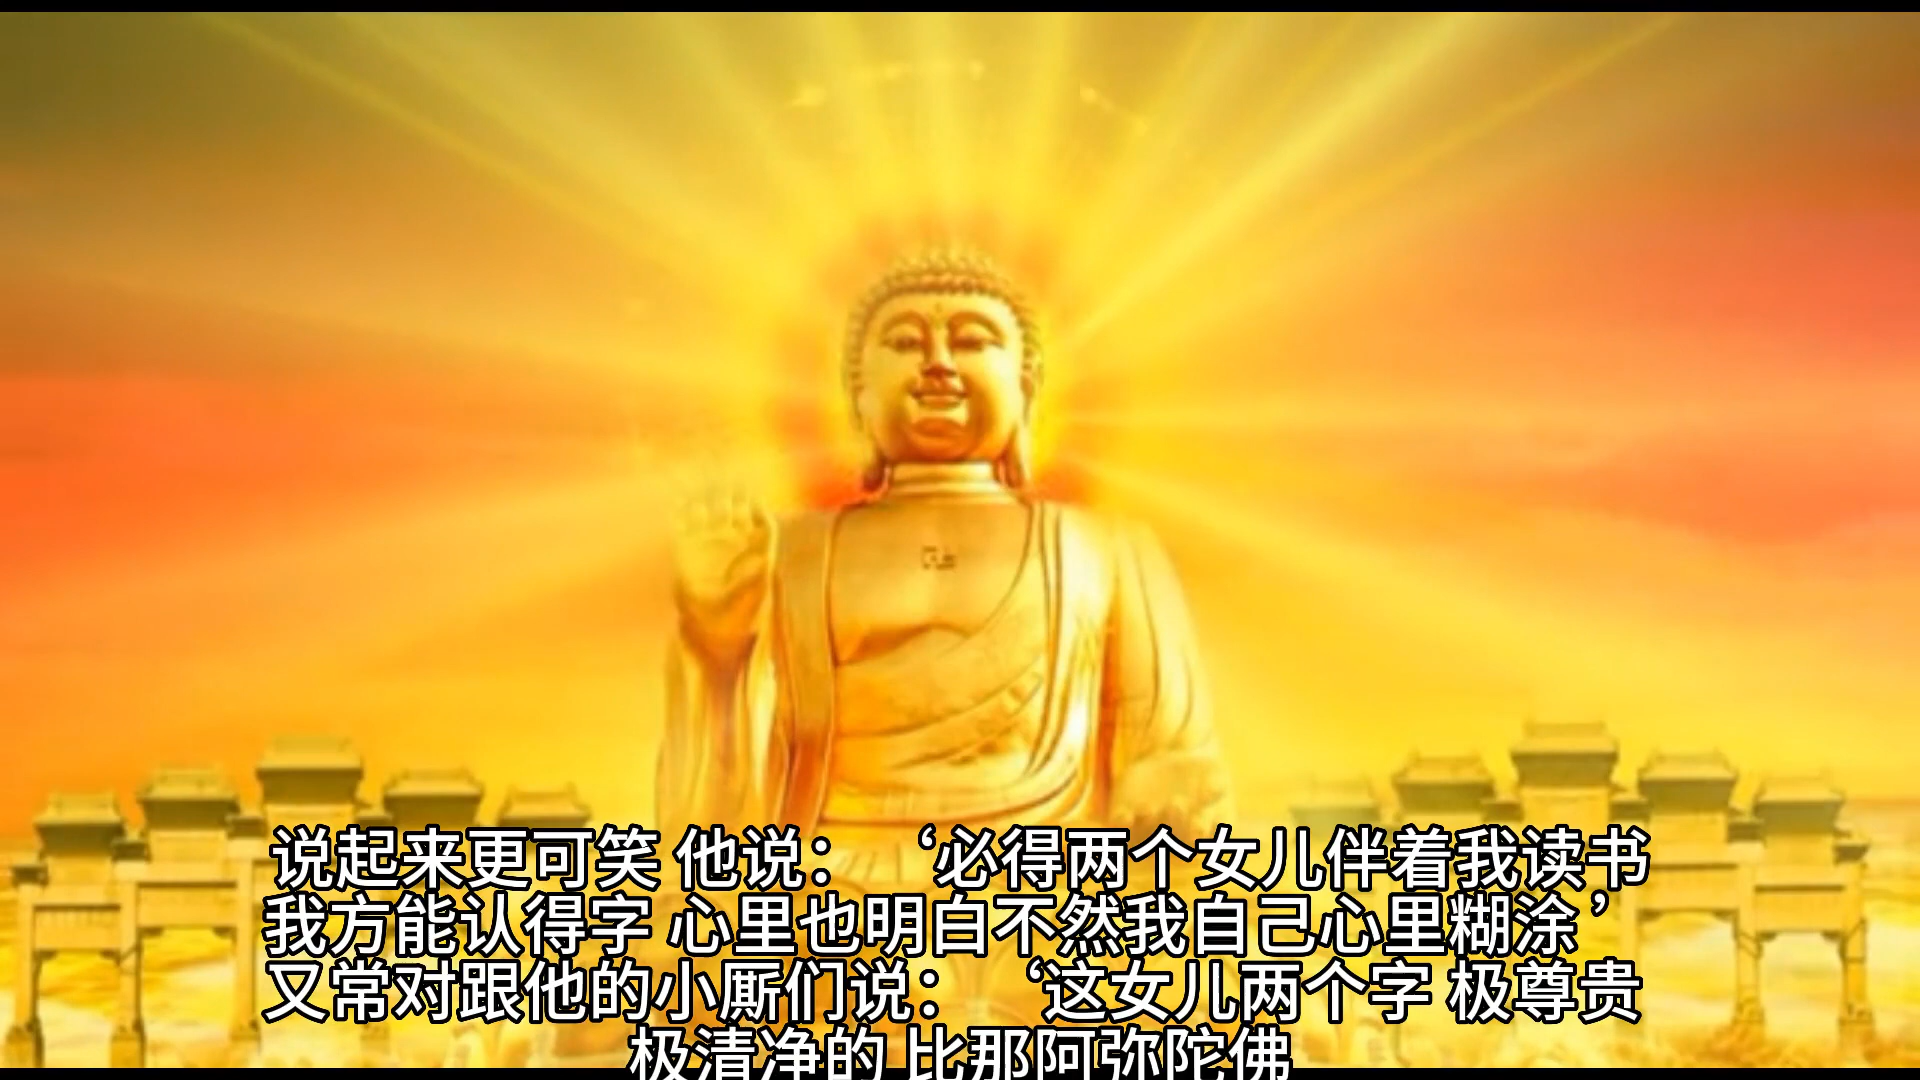 说起来更可笑 他说：‘必得两个女儿伴着我读书
我方能认得字 心里也明白不然我自己心里糊涂’
又常对跟他的小厮们说：‘这女儿两个字 极尊贵
极清净的 比那阿弥陀佛